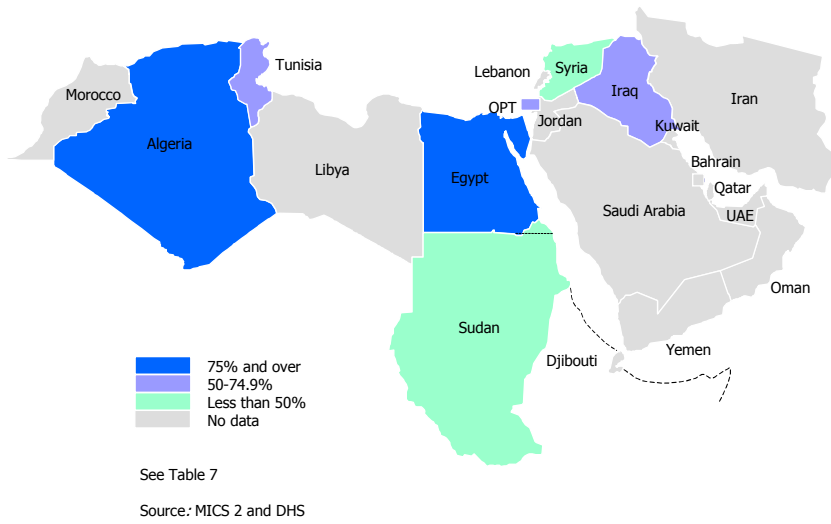 Tunisia
Lebanon
Syria
Morocco
Iraq
Iran
OPT
Jordan
Kuwait
Algeria
Libya
Egypt
Bahrain
Qatar
Saudi Arabia
UAE
Oman
Sudan
Yemen
Djibouti
75% and over
50-74.9%
Less than 50%
No data
See Table 7
Source: MICS 2 and DHS